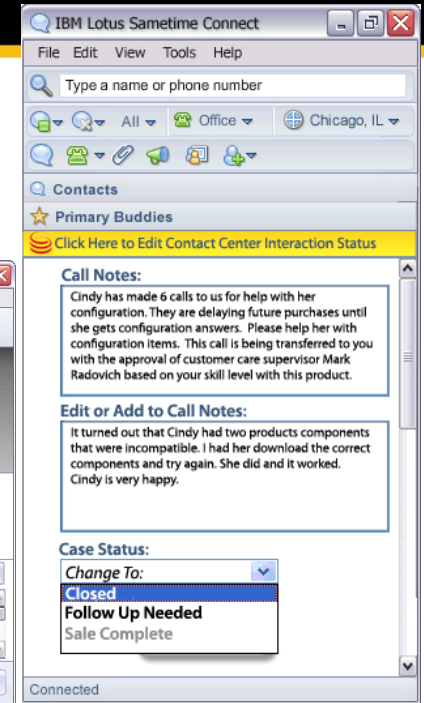 IBM Lotus Sametime Connect
File Edit View Tools Help
Type a name or phone number
All Office Chicago, IL
Contacts
Primary Buddies
Click Here to Edit Contact Center Interaction Status
Call Notes:
Cindy has made 6 calls to us for help with her
configuration. They are delaying future purchases until
she gets configuration answers. Please help her with
configuration items. This call is being transferred to you
with the approval of customer care supervisor Mark
Radovich based on your skill level with this product.
Edit or Add to Call Notes:
It turned out that Cindy had two products components
that were incompatible. I had her download the correct
components and try again. She did and it worked.
Cindy is very happy.
Case Status:
Change To:
Closed
Follow Up Needed
Sale Complete
Connected